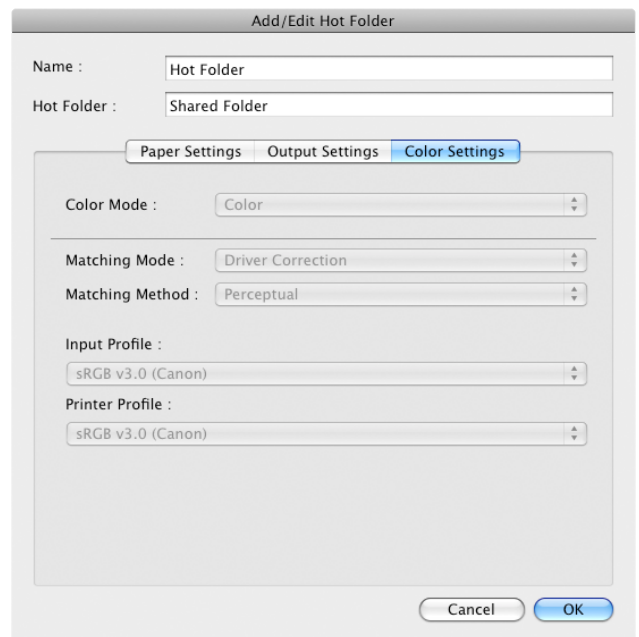 Add/Edit Hot Folder
Name : Hot Folder
Hot Folder : Shared Folder
Paper Settings Output Settings Color Settings
Color Mode : Color
Matching Mode : Driver Correction
Matching Method : Perceptual
Input Profile :
sRGB v3.0 (Canon)
Printer Profile :
sRGB v3.0 (Canon)
Cancel OK